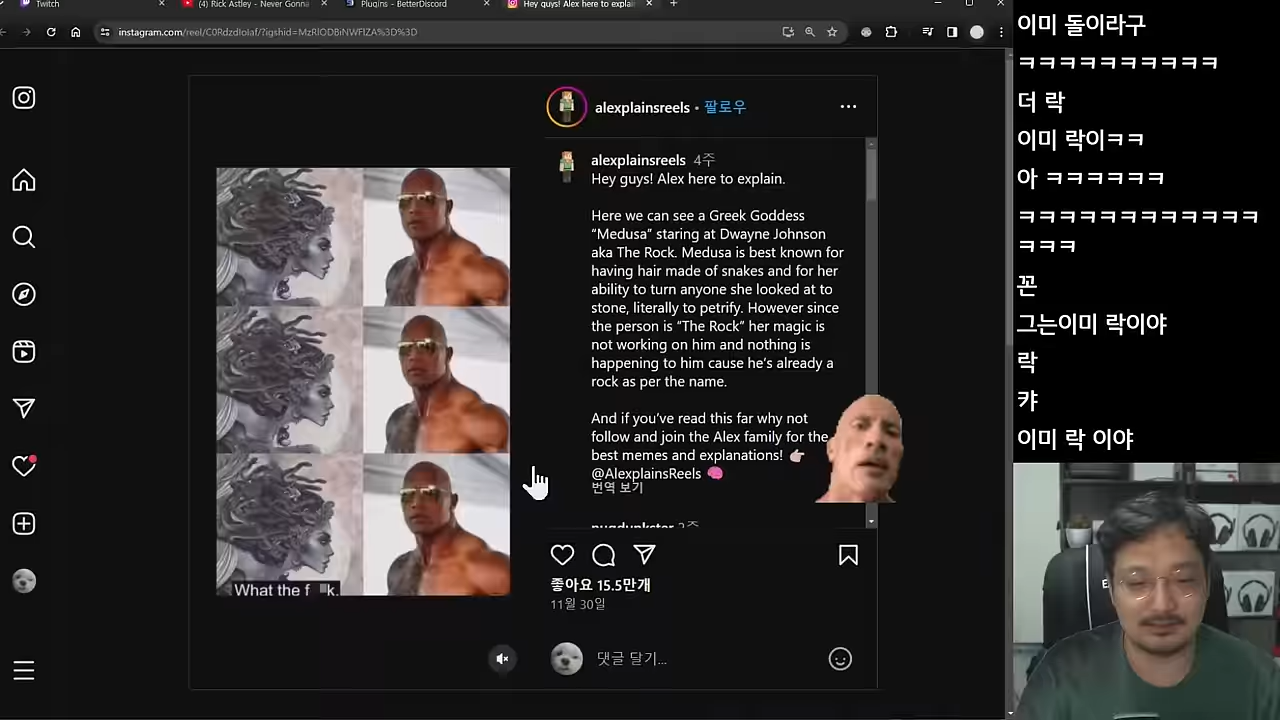 Twitch
(4) Rick Astley - Never Gonna
Plugins - BetterDiscord
Hey guys! Alex here to explai
instagram.com/reel/C0RdzdIoIaf/?igshid=MzRlODBiNWFlZA%3D%3D
alexplainsreels • 팔로우
alexplainsreels 4주
Hey guys! Alex here to explain.
Here we can see a Greek Goddess
“Medusa” staring at Dwayne Johnson
aka The Rock. Medusa is best known for
having hair made of snakes and for her
ability to turn anyone she looked at to
stone, literally to petrify. However since
the person is “The Rock” her magic is
not working on him and nothing is
happening to him cause he’s already a
rock as per the name.
And if you’ve read this far why not
follow and join the Alex family for the
best memes and explanations! 👉🏻
@AlexplainsReels 🧠
번역 보기
pugdunkster 2주
What the f k.
좋아요 15.5만개
11월 30일
댓글 달기...
이미 돌이라구
ㅋㅋㅋㅋㅋㅋㅋㅋㅋㅋ
더 락
이미 락이ㅋㅋ
아 ㅋㅋㅋㅋㅋㅋ
ㅋㅋㅋㅋㅋㅋㅋㅋㅋㅋㅋㅋ
ㅋㅋㅋ
꼰
그는이미 락이야
락
캬
이미 락 이야